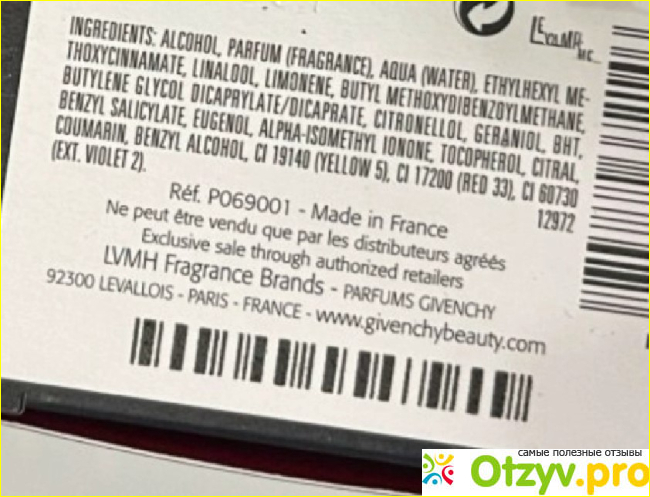 INGREDIENTS: ALCOHOL, PARFUM (FRAGRANCE), AQUA (WATER), ETHYLHEXYL ME-
THOXYCINNAMATE, LINALOOL, LIMONENE, BUTYL METHOXYDIBENZOYLMETHANE,
BUTYLENE GLYCOL DICAPRYLATE/DICAPRATE, CITRONELLOL, GERANIOL, BHT,
BENZYL SALICYLATE, EUGENOL, ALPHA-ISOMETHYL IONONE, TOCOPHEROL, CITRAL,
COUMARIN, BENZYL ALCOHOL, CI 19140 (YELLOW 5), CI 17200 (RED 33), CI 60730
(EXT. VIOLET 2).
12972
Réf. P069001 - Made in France
Ne peut être vendu que par les distributeurs agréés
Exclusive sale through authorized retailers
LVMH Fragrance Brands - PARFUMS GIVENCHY
92300 LEVALLOIS - PARIS - FRANCE - www.givenchybeauty.com
самые полезные отзывы
Otzyv.pro